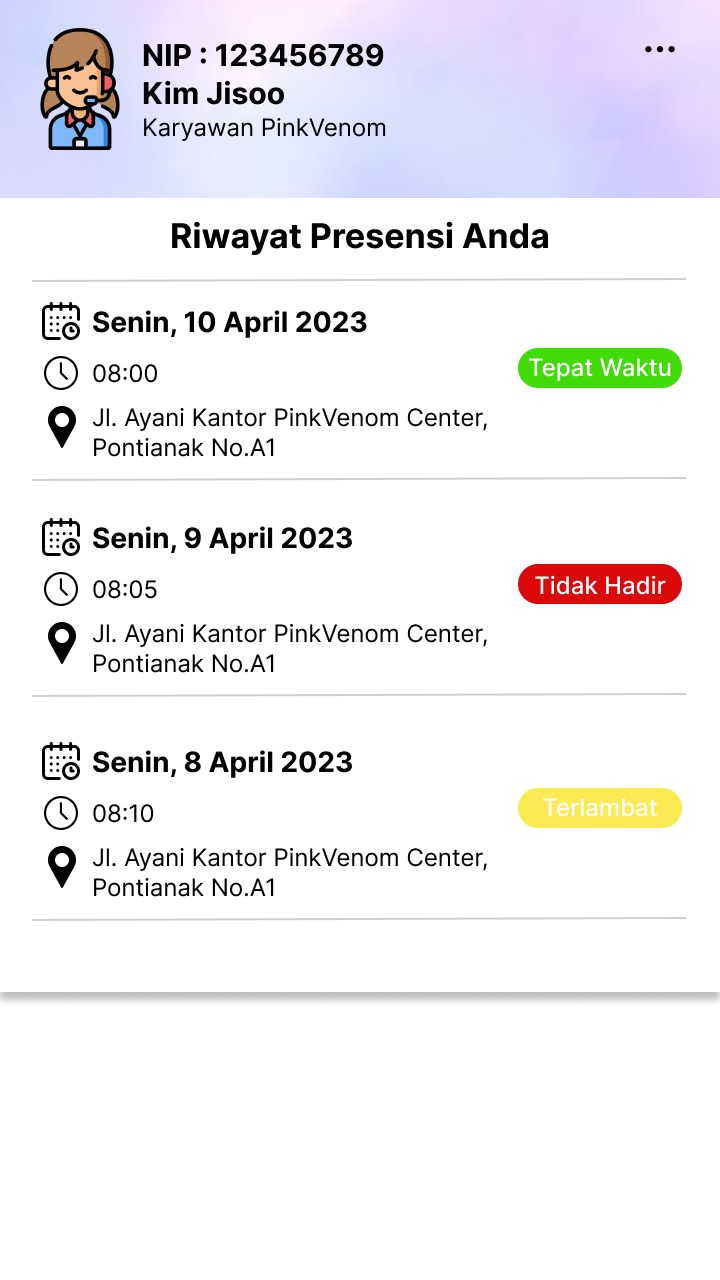 NIP : 123456789
Kim Jisoo
Karyawan PinkVenom
Riwayat Presensi Anda
Senin, 10 April 2023
08:00
Tepat Waktu
Jl. Ayani Kantor PinkVenom Center,
Pontianak No.A1
Senin, 9 April 2023
08:05
Tidak Hadir
Jl. Ayani Kantor PinkVenom Center,
Pontianak No.A1
Senin, 8 April 2023
08:10
Terlambat
Jl. Ayani Kantor PinkVenom Center,
Pontianak No.A1